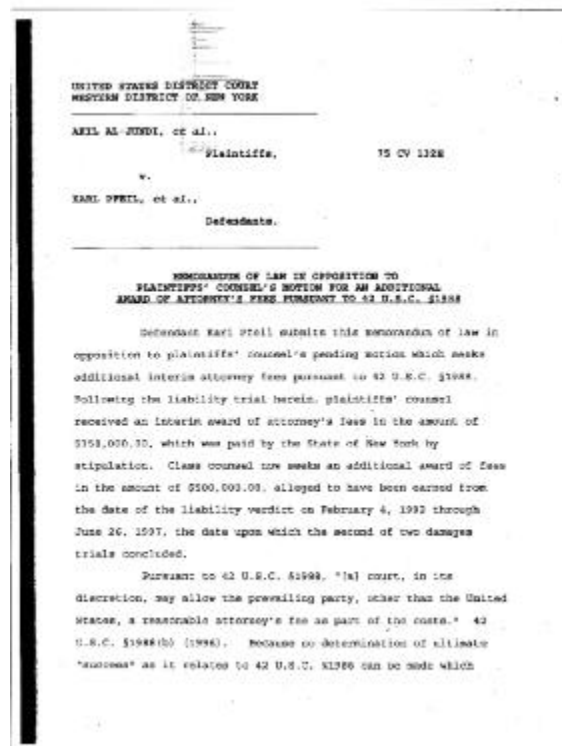 UNITED STATES DISTRICT COURT
WESTERN DISTRICT OF NEW YORK
AKIL AL-JUNDI, et al.,
Plaintiffs,
75 CV 132E
v.
KARL PFEIL, et al.,
Defendants.
MEMORANDUM OF LAW IN OPPOSITION TO
PLAINTIFFS' COUNSEL'S MOTION FOR AN ADDITIONAL
AWARD OF ATTORNEY'S FEES PURSUANT TO 42 U.S.C. §1988
Defendant Karl Pfeil submits this memorandum of law in
opposition to plaintiffs' counsel's pending motion which seeks
additional interim attorney fees pursuant to 42 U.S.C. §1988.
Following the liability trial herein, plaintiffs' counsel
received an interim award of attorney's fees in the amount of
which was paid by the State of New York by
stipulation. Class counsel now seeks an additional award of fees
in the amount of $500,000.00, alleged to have been earned from
the date of the liability verdict on February 4, 1992 through
June 26, 1997, the date upon which the second of two damages
trials concluded.
Pursuant to 42 U.S.C. §1988, "[a] court, in its
discretion, may allow the prevailing party, other than the United
States, a reasonable attorney's fee as part of the costs." 42
U.S.C. §1988(b) (1996). Because no determination of ultimate
"success" as it relates to 42 U.S.C. can be made which